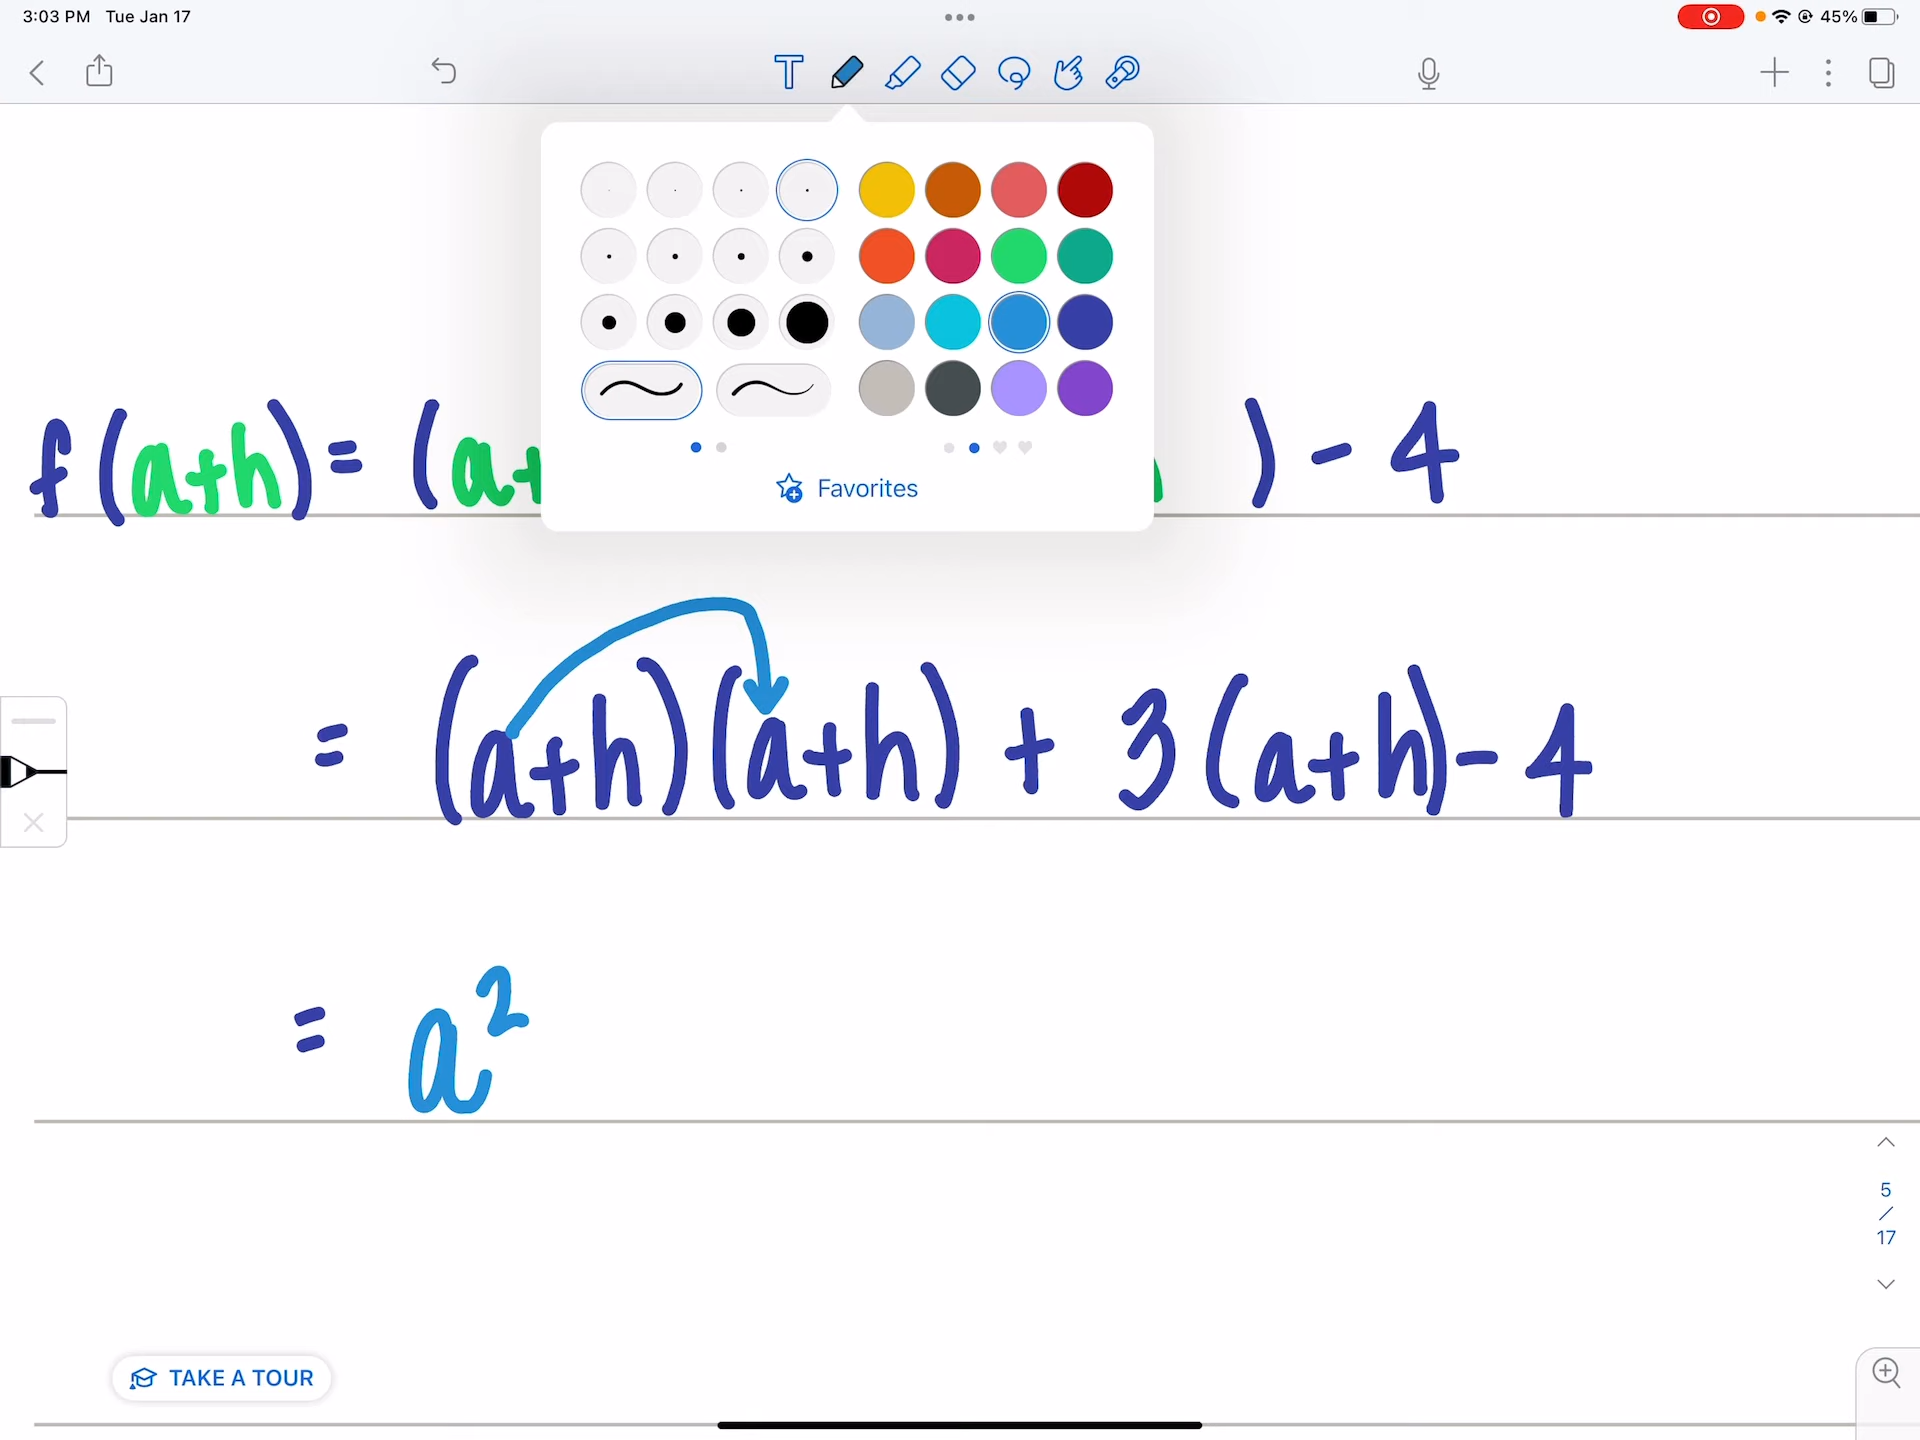 3:03 PM Tue Jan 17
45%
T
Favorites
f(a+h) = (a+ ) - 4
= (a+h)(a+h) + 3(a+h) - 4
= a²
5
/
17
TAKE A TOUR